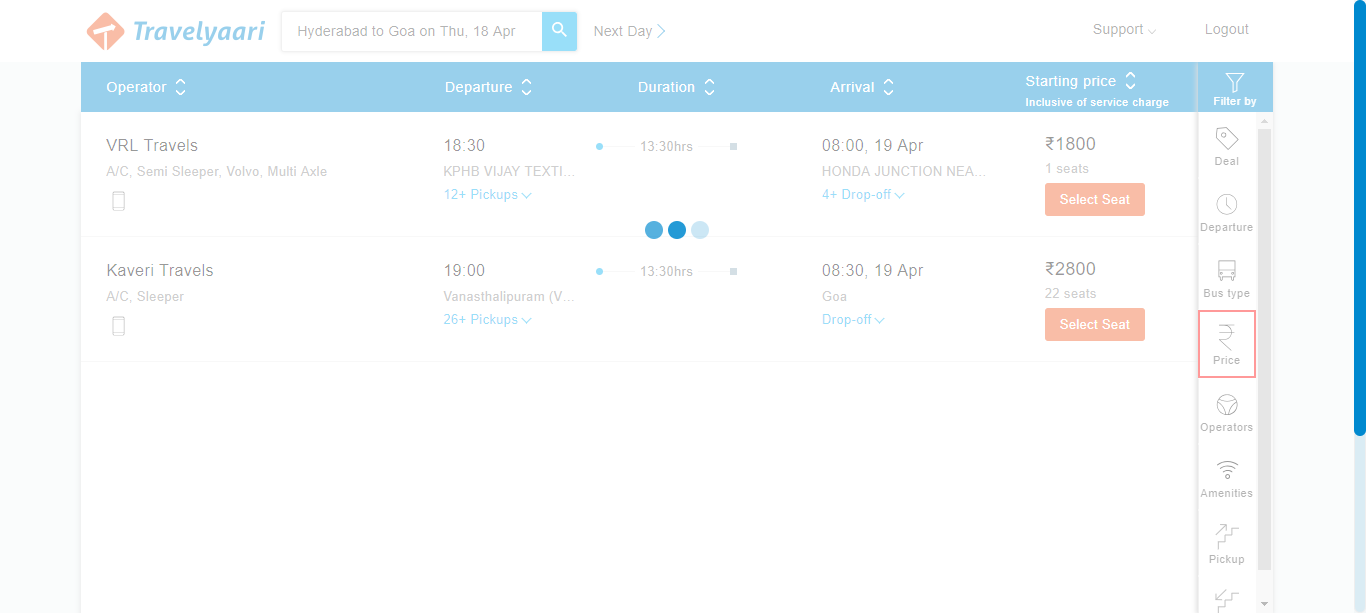 Travelyaari
Hyderabad to Goa on Thu, 18 Apr
Next Day
Support
Logout
Operator
Departure
Duration
Arrival
Starting price
Inclusive of service charge
Filter by
VRL Travels
18:30
13:30hrs
08:00, 19 Apr
₹1800
A/C, Semi Sleeper, Volvo, Multi Axle
KPHB VIJAY TEXTI...
HONDA JUNCTION NEA...
1 seats
12+ Pickups
4+ Drop-off
Select Seat
Kaveri Travels
19:00
13:30hrs
08:30, 19 Apr
₹2800
A/C, Sleeper
Vanasthalipuram (V...
Goa
22 seats
26+ Pickups
Drop-off
Select Seat
Deal
Departure
Bus type
Price
Operators
Amenities
Pickup